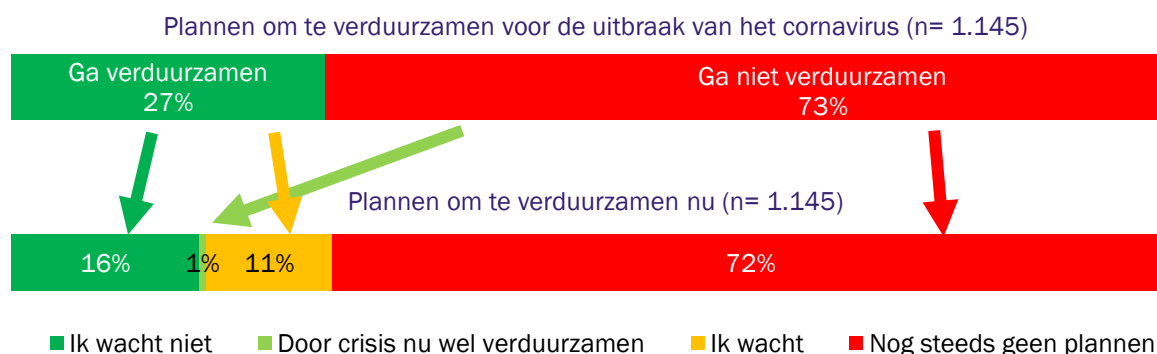 Plannen om te verduurzamen voor de uitbraak van het cornavirus (n= 1.145)
Ga verduurzamen
27%
Ga niet verduurzamen
73%
Plannen om te verduurzamen nu (n= 1.145)
16% 1% 11% 72%
Ik wacht niet Door crisis nu wel verduurzamen Ik wacht Nog steeds geen plannen